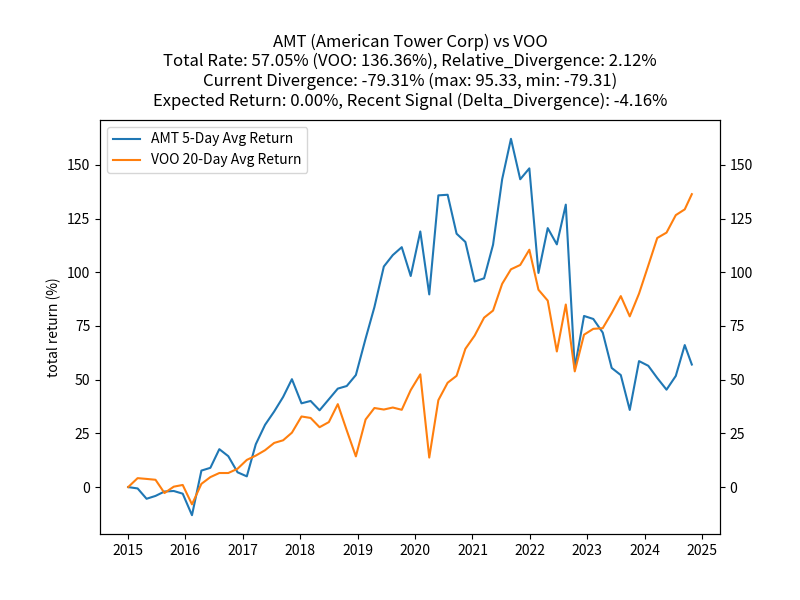 AMT (American Tower Corp) vs VOO
Total Rate: 57.05% (VOO: 136.36%), Relative_Divergence: 2.12%
Current Divergence: -79.31% (max: 95.33, min: -79.31)
Expected Return: 0.00%, Recent Signal (Delta_Divergence): -4.16%
AMT 5-Day Avg Return
VOO 20-Day Avg Return
total return (%)
150
125
100
75
50
25
0
150
125
100
75
50
25
0
2015 2016 2017 2018 2019 2020 2021 2022 2023 2024 2025